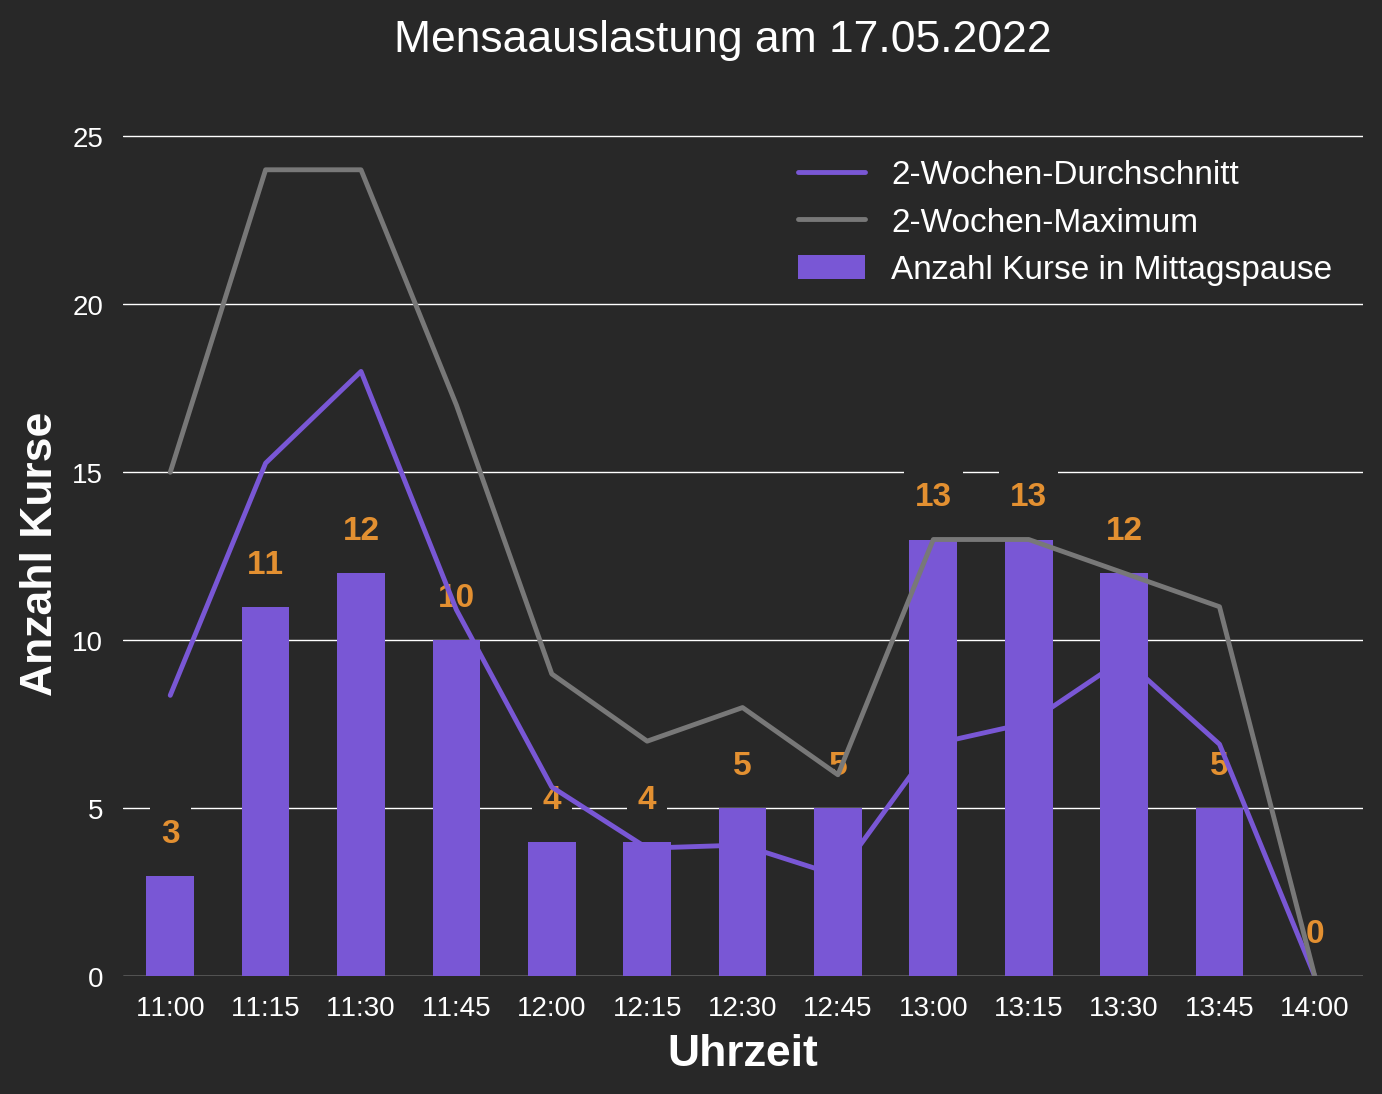 Mensaauslastung am 17.05.2022
25
20
15
10
5
0
Anzahl Kurse
2-Wochen-Durchschnitt
2-Wochen-Maximum
Anzahl Kurse in Mittagspause
3
11
12
10
4
4
5
5
13
13
12
5
0
11:00 11:15 11:30 11:45 12:00 12:15 12:30 12:45 13:00 13:15 13:30 13:45 14:00
Uhrzeit